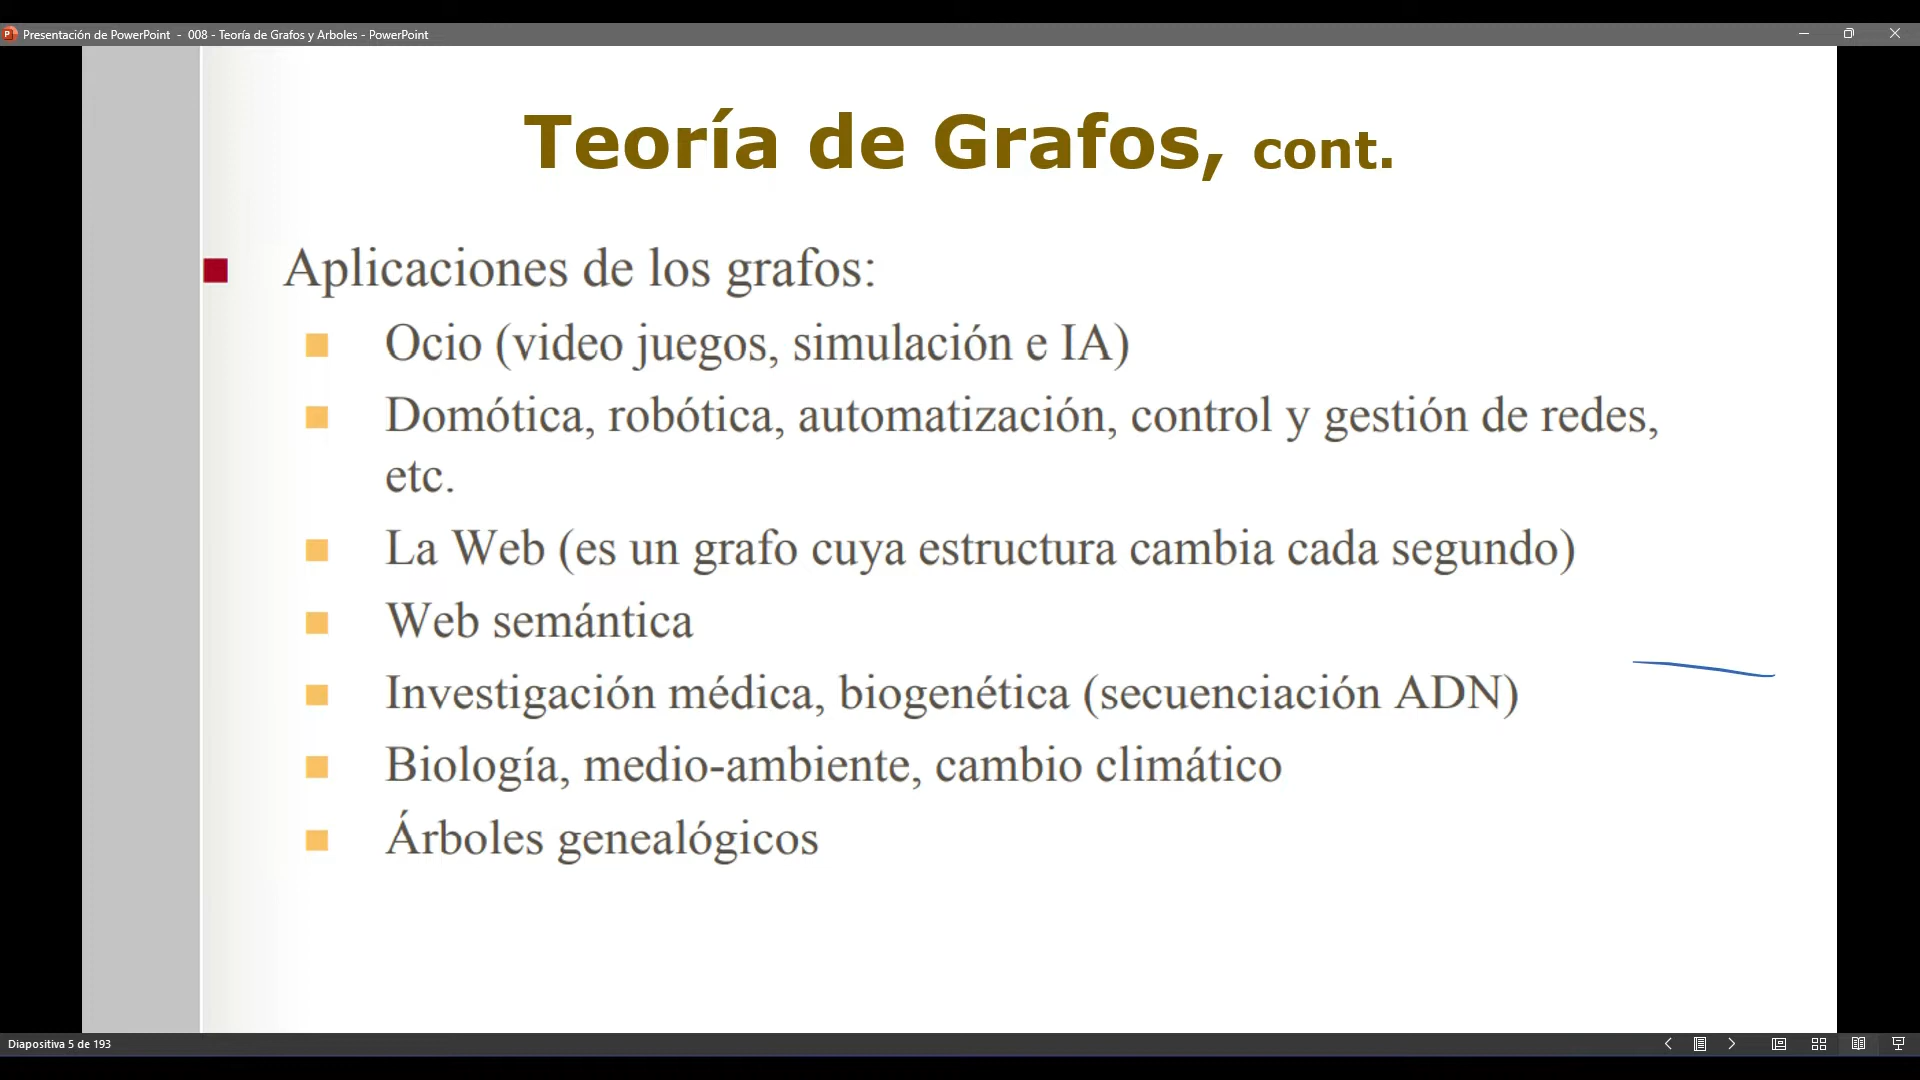 Presentación de PowerPoint - 008 - Teoría de Grafos y Arboles - PowerPoint
Teoría de Grafos, cont.
Aplicaciones de los grafos:
Ocio (video juegos, simulación e IA)
Domótica, robótica, automatización, control y gestión de redes,
etc.
La Web (es un grafo cuya estructura cambia cada segundo)
Web semántica
Investigación médica, biogenética (secuenciación ADN)
Biología, medio-ambiente, cambio climático
Árboles genealógicos
Diapositiva 5 de 193